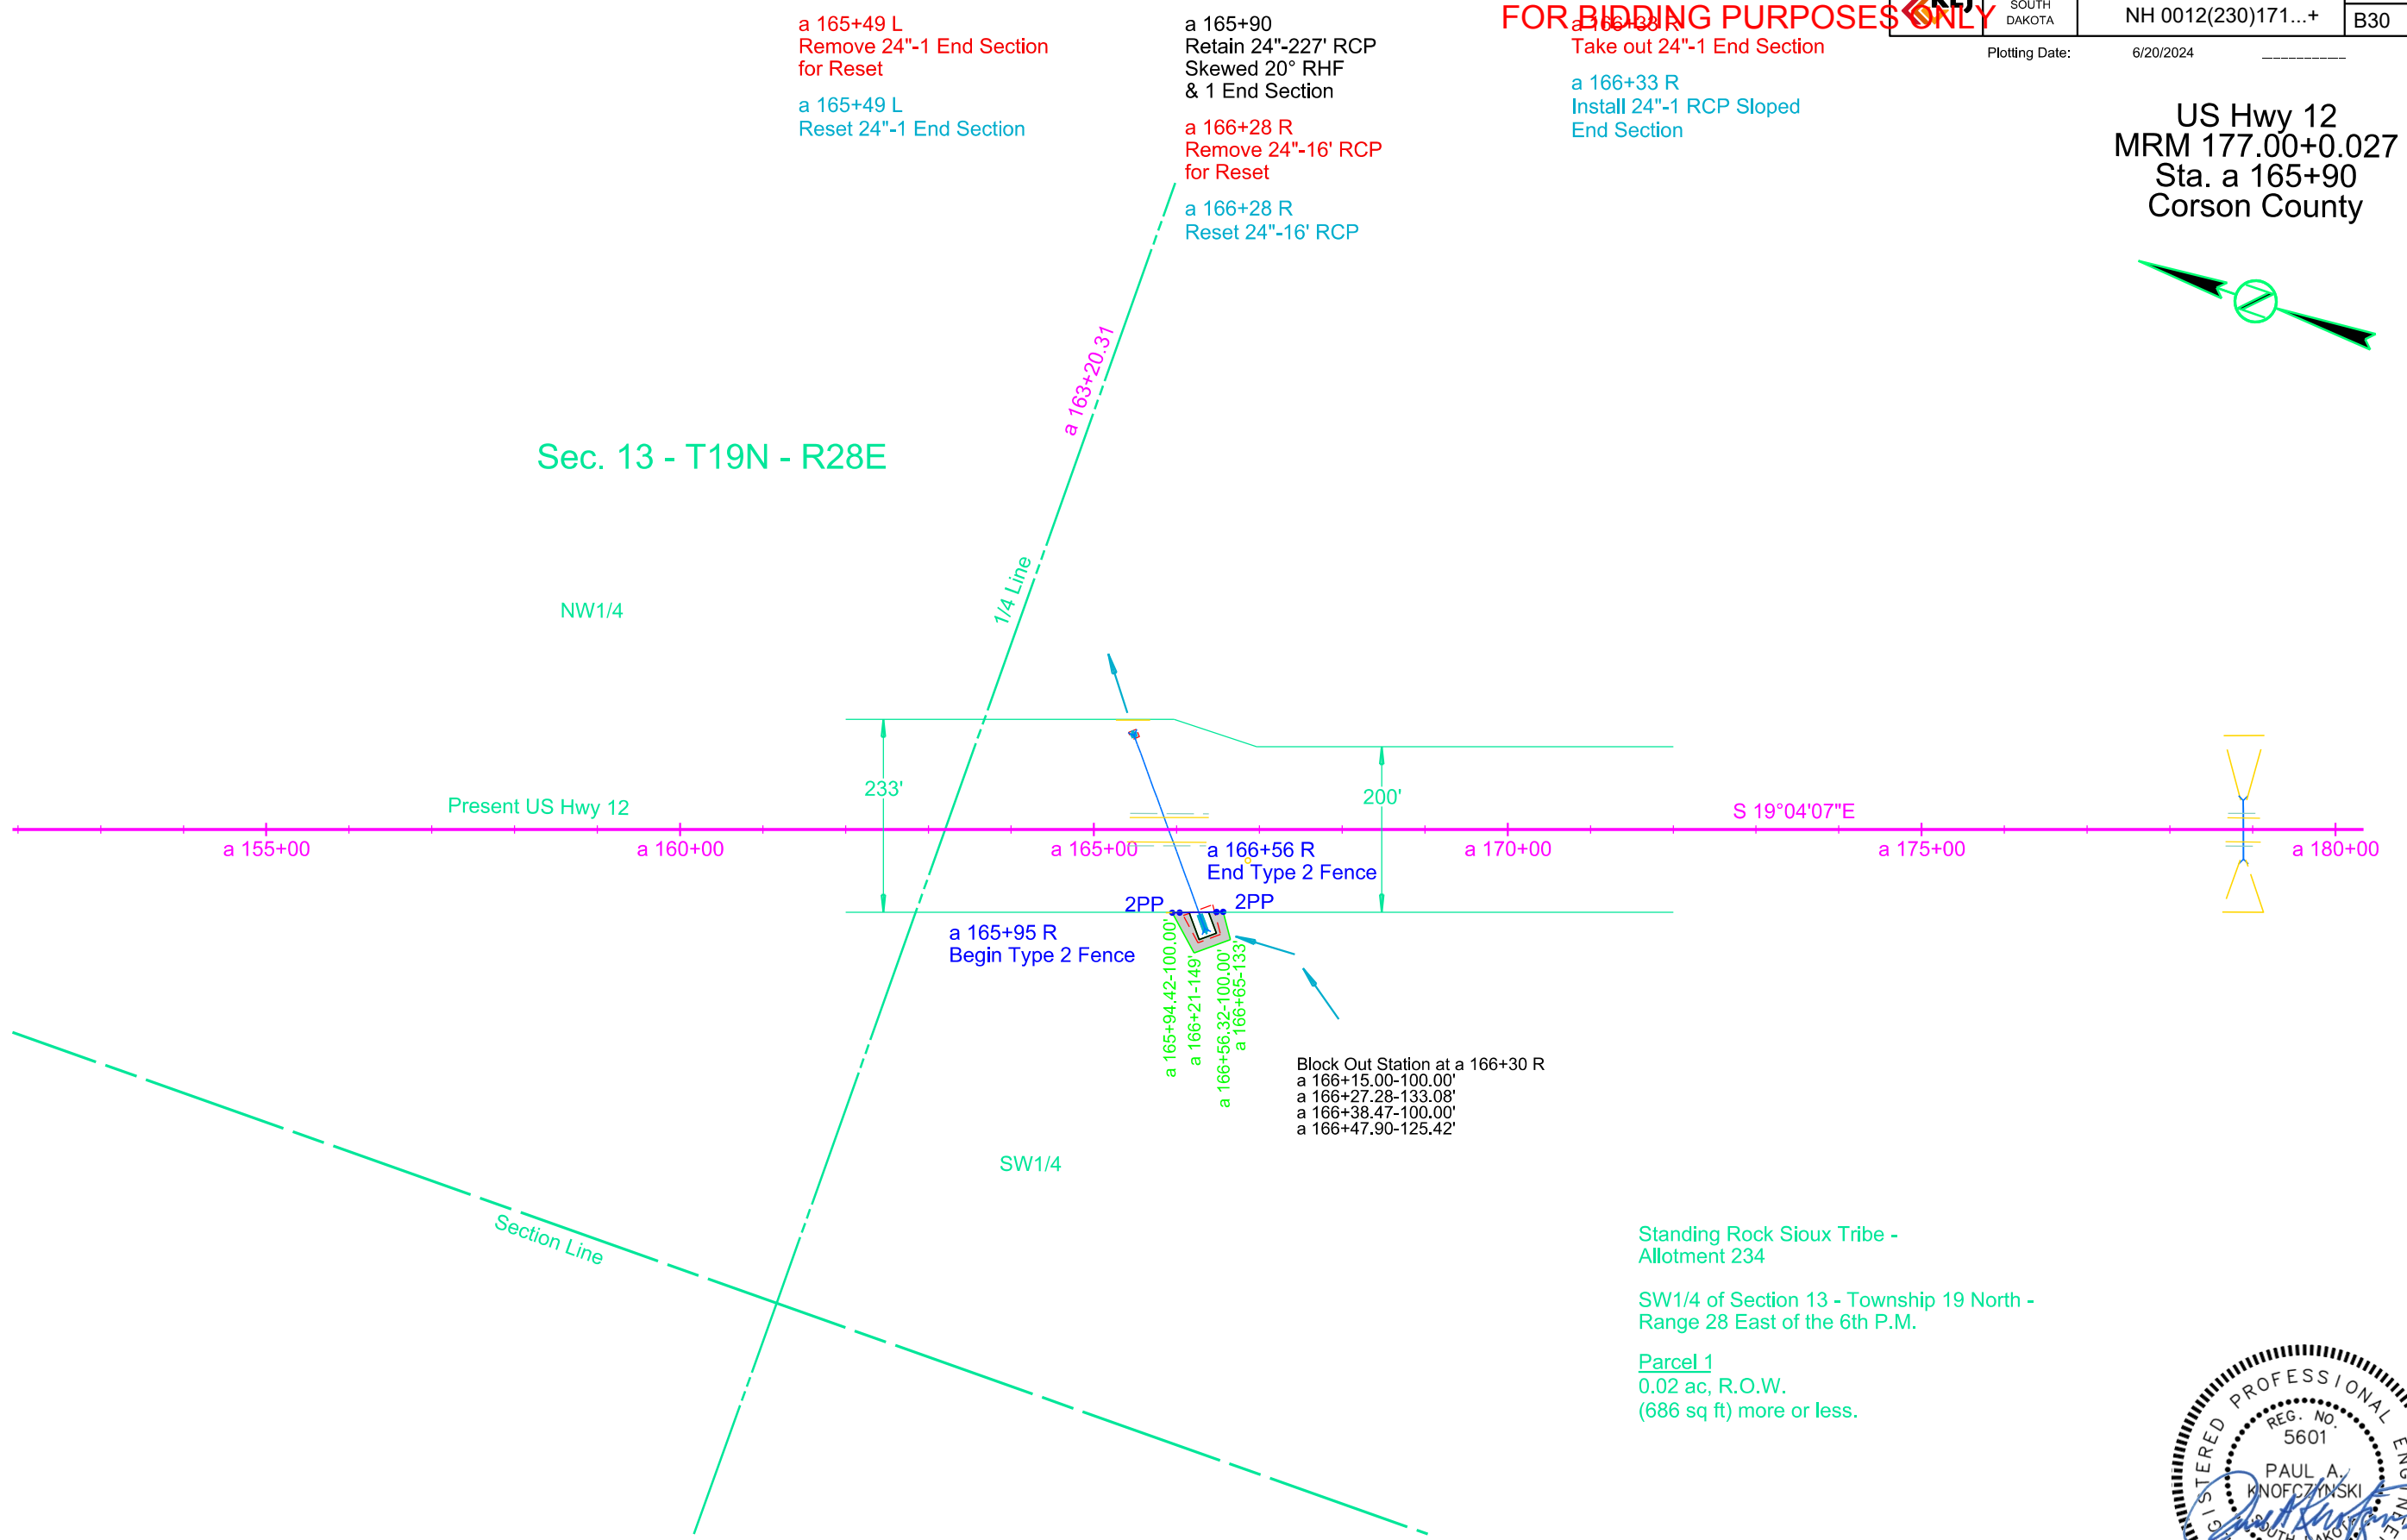 FOR BIDDING PURPOSES ONLY
KLJ
SOUTH
DAKOTA
NH 0012(230)171...+
B30
Plotting Date:
6/20/2024
a 165+49 L
Remove 24"-1 End Section
for Reset
a 165+49 L
Reset 24"-1 End Section
a 165+90
Retain 24"-227' RCP
Skewed 20° RHF
& 1 End Section
a 166+28 R
Remove 24"-16' RCP
for Reset
a 166+28 R
Reset 24"-16' RCP
a 166+33 R
Take out 24"-1 End Section
a 166+33 R
Install 24"-1 RCP Sloped
End Section
US Hwy 12
MRM 177.00+0.027
Sta. a 165+90
Corson County
N
a 163+20.31
Sec. 13 - T19N - R28E
1/4 Line
NW1/4
233'
200'
Present US Hwy 12
S 19°04'07"E
a 155+00
a 160+00
a 165+00
a 170+00
a 175+00
a 180+00
a 166+56 R
End Type 2 Fence
2PP
2PP
a 165+95 R
Begin Type 2 Fence
a 165+94.42-100.00'
a 166+21-149'
a 166+56.32-100.00'
a 166+65-133'
Block Out Station at a 166+30 R
a 166+15.00-100.00'
a 166+27.28-133.08'
a 166+38.47-100.00'
a 166+47.90-125.42'
SW1/4
Section Line
Standing Rock Sioux Tribe -
Allotment 234
SW1/4 of Section 13 - Township 19 North -
Range 28 East of the 6th P.M.
Parcel 1
0.02 ac, R.O.W.
(686 sq ft) more or less.
PROFESSIONAL
REG. NO.
5601
PAUL A.
KNOFCZYNSKI